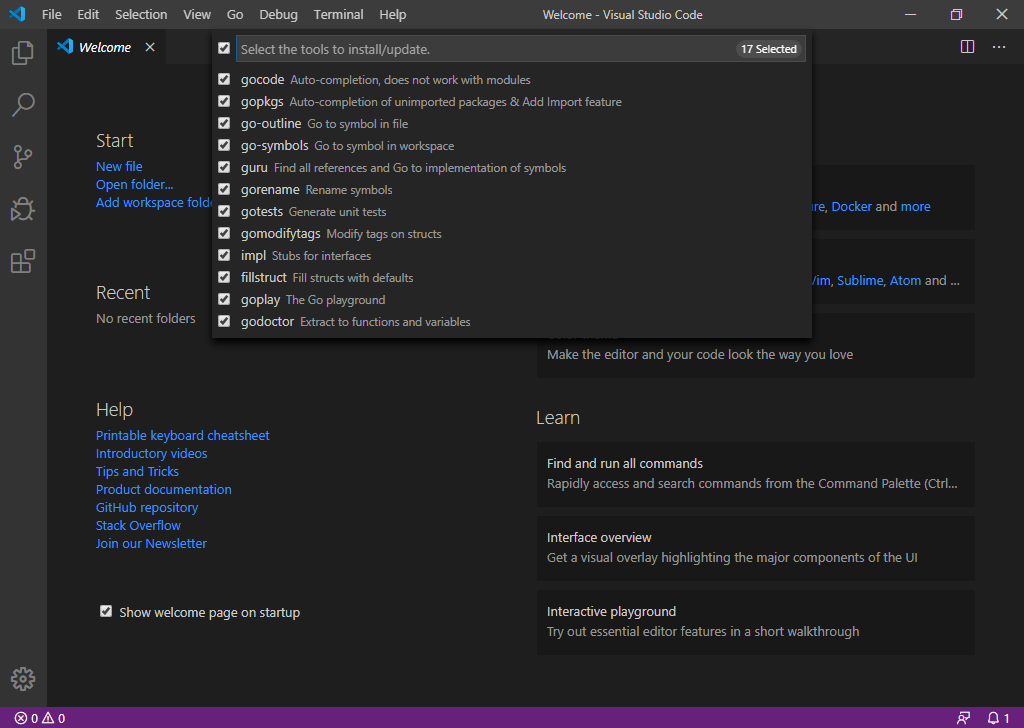 File Edit Selection View Go Debug Terminal Help
Welcome - Visual Studio Code
Welcome
Select the tools to install/update.
17 Selected
gocode Auto-completion, does not work with modules
gopkgs Auto-completion of unimported packages & Add Import feature
go-outline Go to symbol in file
go-symbols Go to symbol in workspace
guru Find all references and Go to implementation of symbols
gorename Rename symbols
gotests Generate unit tests
gomodifytags Modify tags on structs
impl Stubs for interfaces
fillstruct Fill structs with defaults
goplay The Go playground
godoctor Extract to functions and variables
Start
New file
Open folder...
Add workspace
Recent
No recent folders
Help
Printable keyboard cheatsheet
Introductory videos
Tips and Tricks
Product documentation
GitHub repository
Stack Overflow
Join our Newsletter
Show welcome page on startup
Docker and more
Sublime, Atom and ...
Make the editor and your code look the way you love
Learn
Find and run all commands
Rapidly access and search commands from the Command Palette (Ctrl...
Interface overview
Get a visual overlay highlighting the major components of the UI
Interactive playground
Try out essential editor features in a short walkthrough
0 0
1